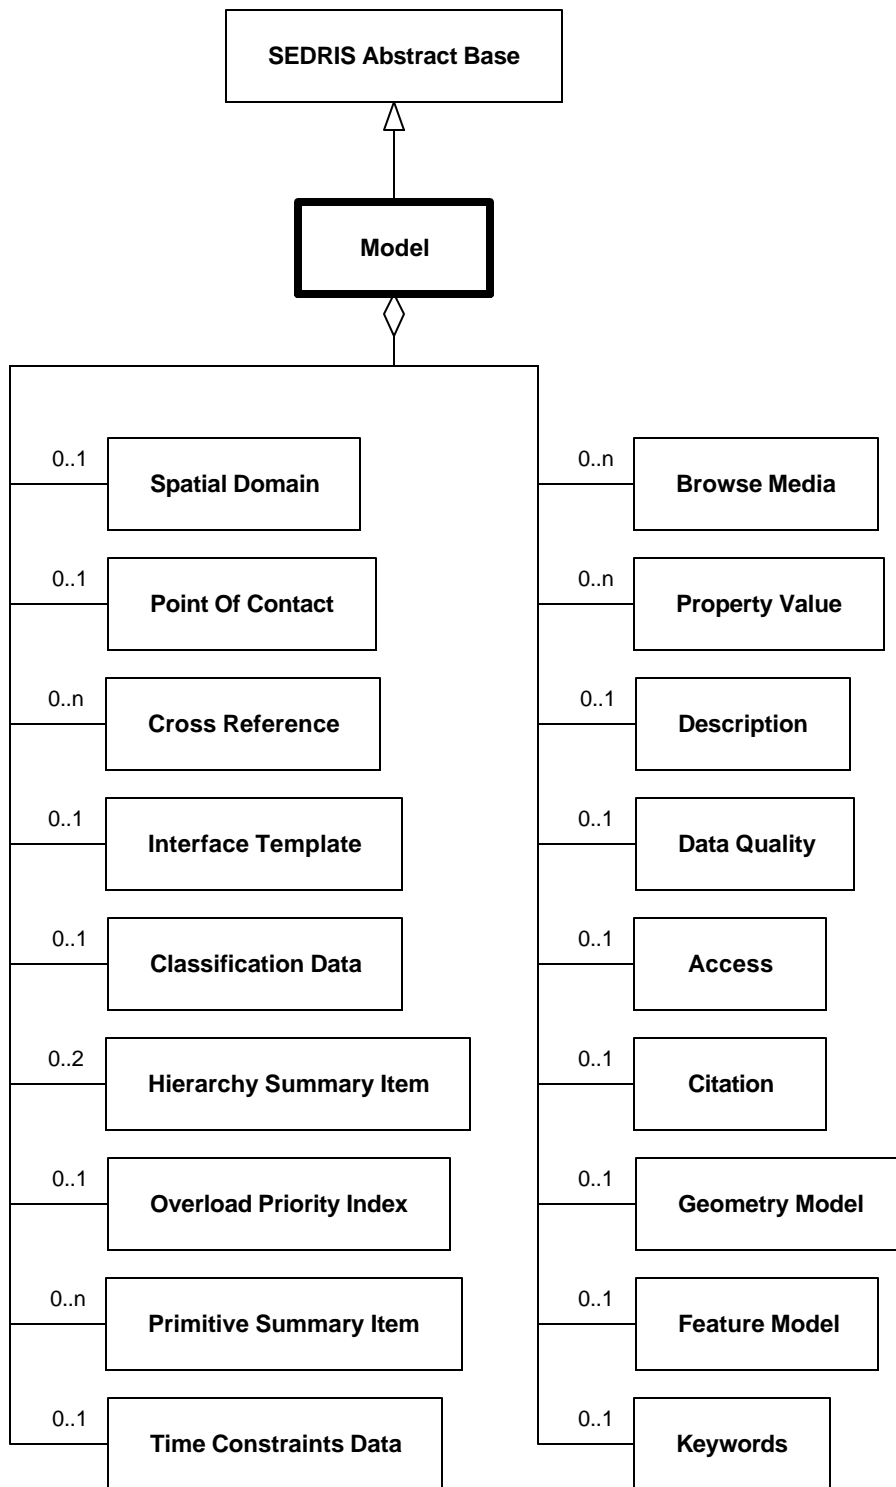 SEDRIS Abstract Base
Model
0..1
Spatial Domain
0..1
Point Of Contact
0..n
Cross Reference
0..1
Interface Template
0..1
Classification Data
0..2
Hierarchy Summary Item
0..1
Overload Priority Index
0..n
Primitive Summary Item
0..1
Time Constraints Data
0..n
Browse Media
0..n
Property Value
0..1
Description
0..1
Data Quality
0..1
Access
0..1
Citation
0..1
Geometry Model
0..1
Feature Model
0..1
Keywords